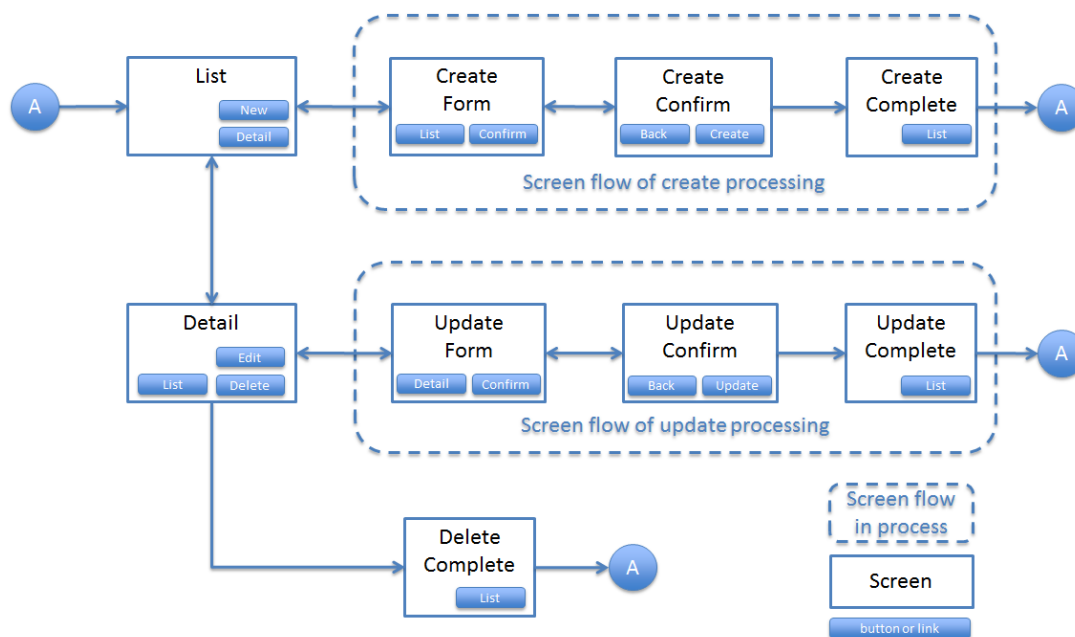 A
List
New
Detail
Create
Form
List
Confirm
Create
Confirm
Back
Create
Create
Complete
List
A
Screen flow of create processing
Detail
Edit
List
Delete
Update
Form
Detail
Confirm
Update
Confirm
Back
Update
Update
Complete
List
A
Screen flow of update processing
Delete
Complete
List
A
Screen flow
in process
Screen
button or link